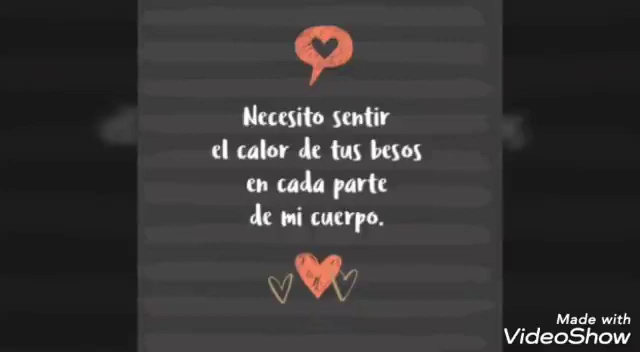 Necesito sentir
el calor de tus besos
en cada parte
de mi cuerpo.
Made with
VideoShow